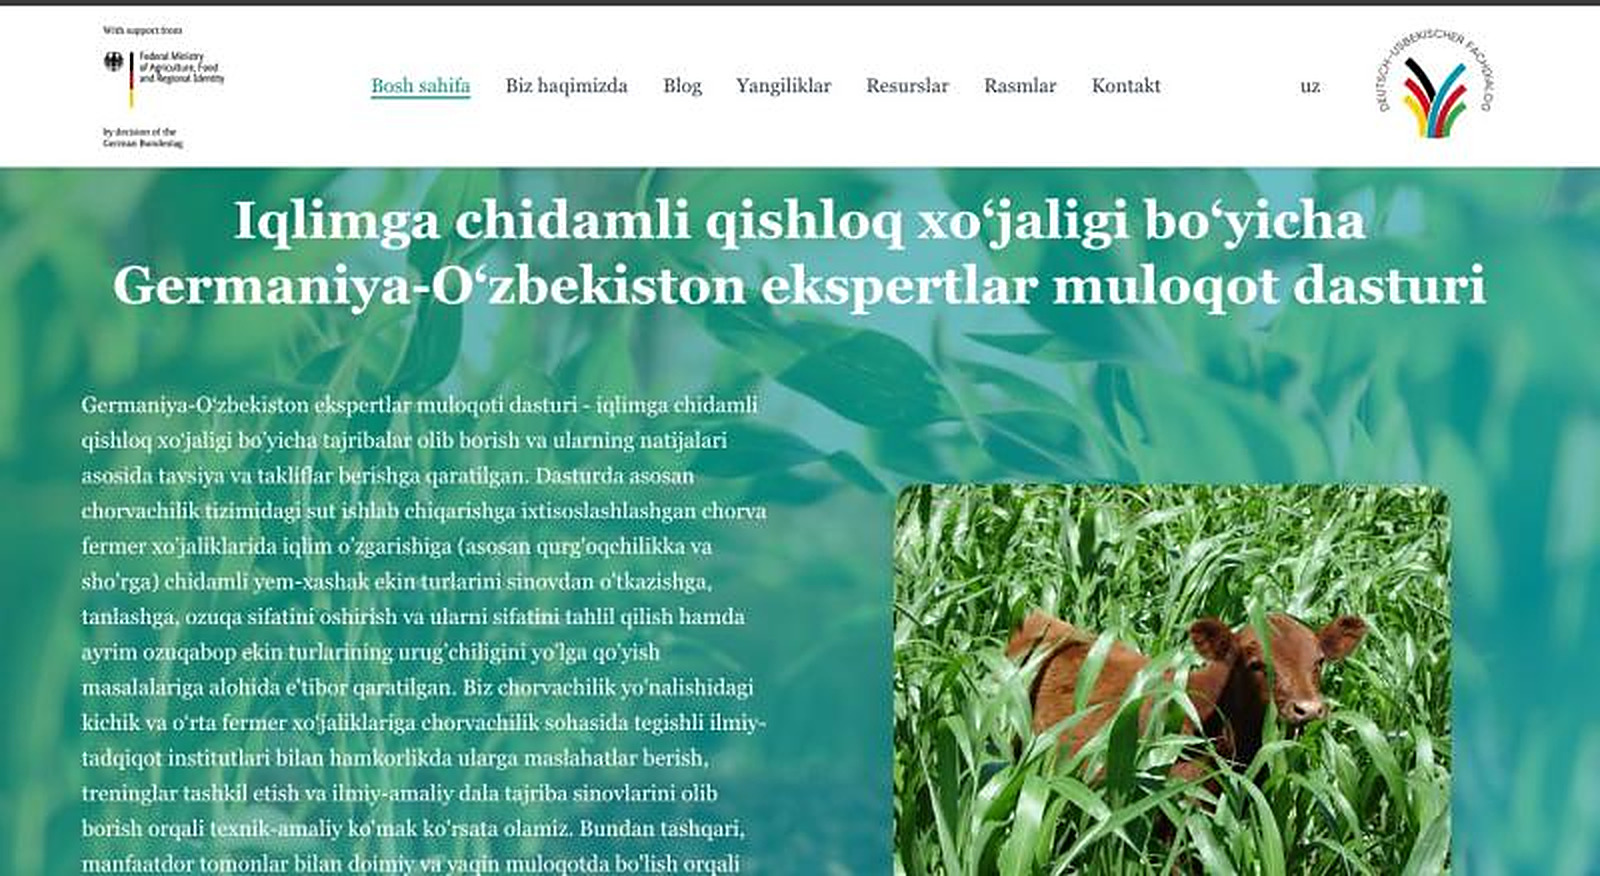 With support from
Federal Ministry
of Agriculture, Food
and Regional Identity
by decision of the
German Bundestag
Bosh sahifa Biz haqimizda Blog Yangiliklar Resurslar Rasmlar Kontakt
uz
DEUTSCH-USBEKISCHER FACHDIALOG
Iqlimga chidamli qishloq xo‘jaligi bo‘yicha
Germaniya-O‘zbekiston ekspertlar muloqot dasturi
Germaniya-O‘zbekiston ekspertlar muloqoti dasturi - iqlimga chidamli
qishloq xo‘jaligi bo’yicha tajribalar olib borish va ularning natijalari
asosida tavsiya va takliflar berishga qaratilgan. Dasturda asosan
chorvachilik tizimidagi sut ishlab chiqarishga ixtisoslashlashgan chorva
fermer xo’jaliklarida iqlim o’zgarishiga (asosan qurg'oqchilikka va
sho'rga) chidamli yem-xashak ekin turlarini sinovdan o'tkazishga,
tanlashga, ozuqa sifatini oshirish va ularni sifatini tahlil qilish hamda
ayrim ozuqabop ekin turlarining urug’chiligini yo’lga qo’yish
masalalariga alohida e'tibor qaratilgan. Biz chorvachilik yo'nalishidagi
kichik va o‘rta fermer xo'jaliklariga chorvachilik sohasida tegishli ilmiy-
tadqiqot institutlari bilan hamkorlikda ularga maslahatlar berish,
treninglar tashkil etish va ilmiy-amaliy dala tajriba sinovlarini olib
borish orqali texnik-amaliy ko'mak ko'rsata olamiz. Bundan tashqari,
manfaatdor tomonlar bilan doimiy va yaqin muloqotda bo'lish orqali